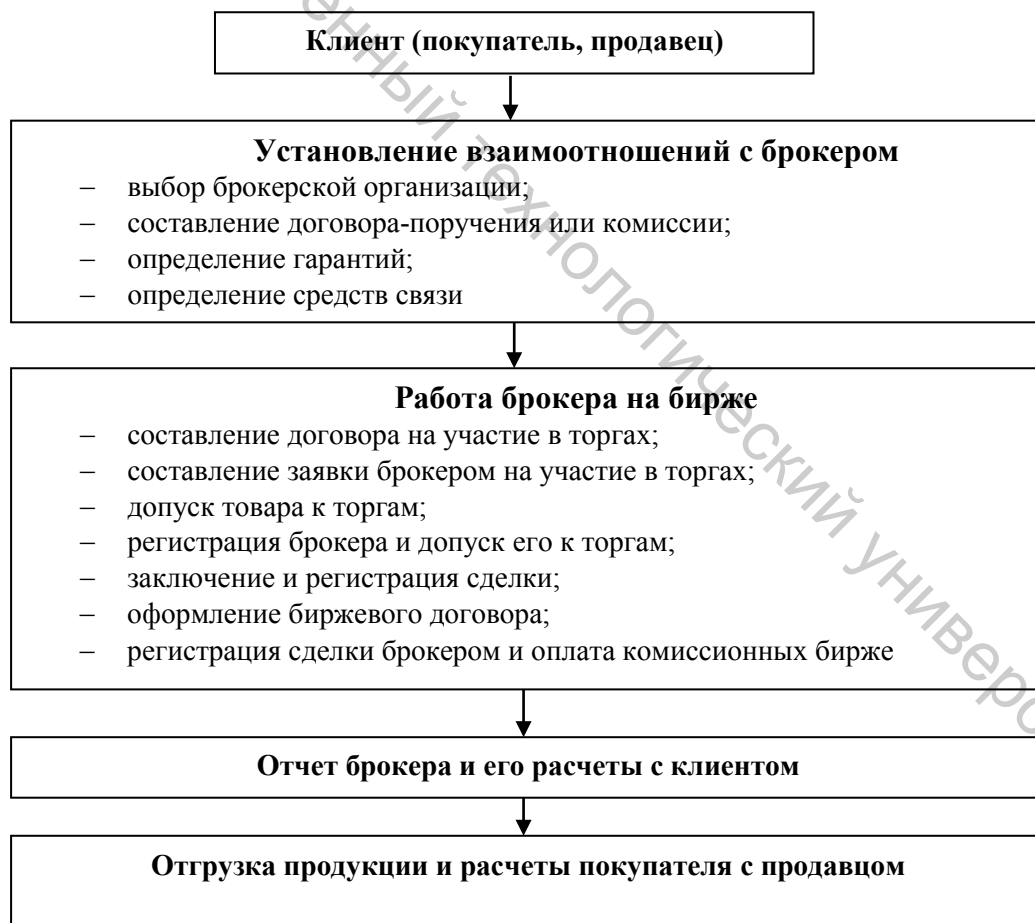 Клиент (покупатель, продавец)
Установление взаимоотношений с брокером
– выбор брокерской организации;
– составление договора-поручения или комиссии;
– определение гарантий;
– определение средств связи
Работа брокера на бирже
– составление договора на участие в торгах;
– составление заявки брокером на участие в торгах;
– допуск товара к торгам;
– регистрация брокера и допуск его к торгам;
– заключение и регистрация сделки;
– оформление биржевого договора;
– регистрация сделки брокером и оплата комиссионных бирже
Отчет брокера и его расчеты с клиентом
Отгрузка продукции и расчеты покупателя с продавцом
технологический